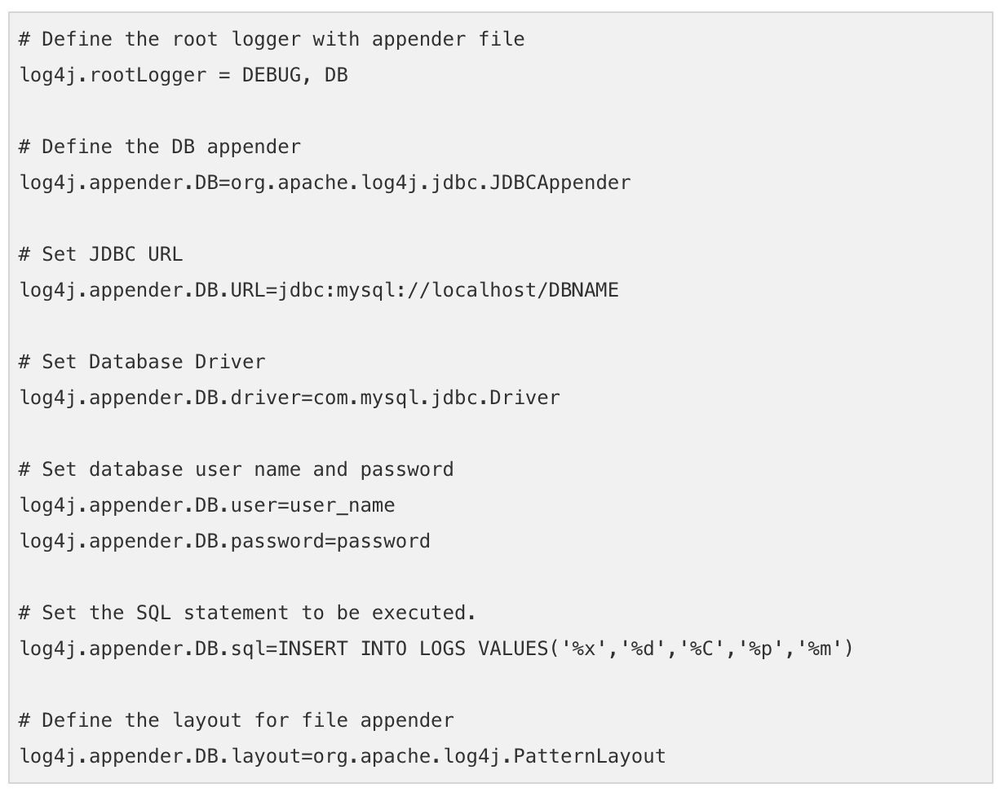 # Define the root logger with appender file
log4j.rootLogger = DEBUG, DB
# Define the DB appender
log4j.appender.DB=org.apache.log4j.jdbc.JDBCAppender
# Set JDBC URL
log4j.appender.DB.URL=jdbc:mysql://localhost/DBNAME
# Set Database Driver
log4j.appender.DB.driver=com.mysql.jdbc.Driver
# Set database user name and password
log4j.appender.DB.user=user_name
log4j.appender.DB.password=password
# Set the SQL statement to be executed.
log4j.appender.DB.sql=INSERT INTO LOGS VALUES('%x','%d','%C','%p','%m')
# Define the layout for file appender
log4j.appender.DB.layout=org.apache.log4j.PatternLayout